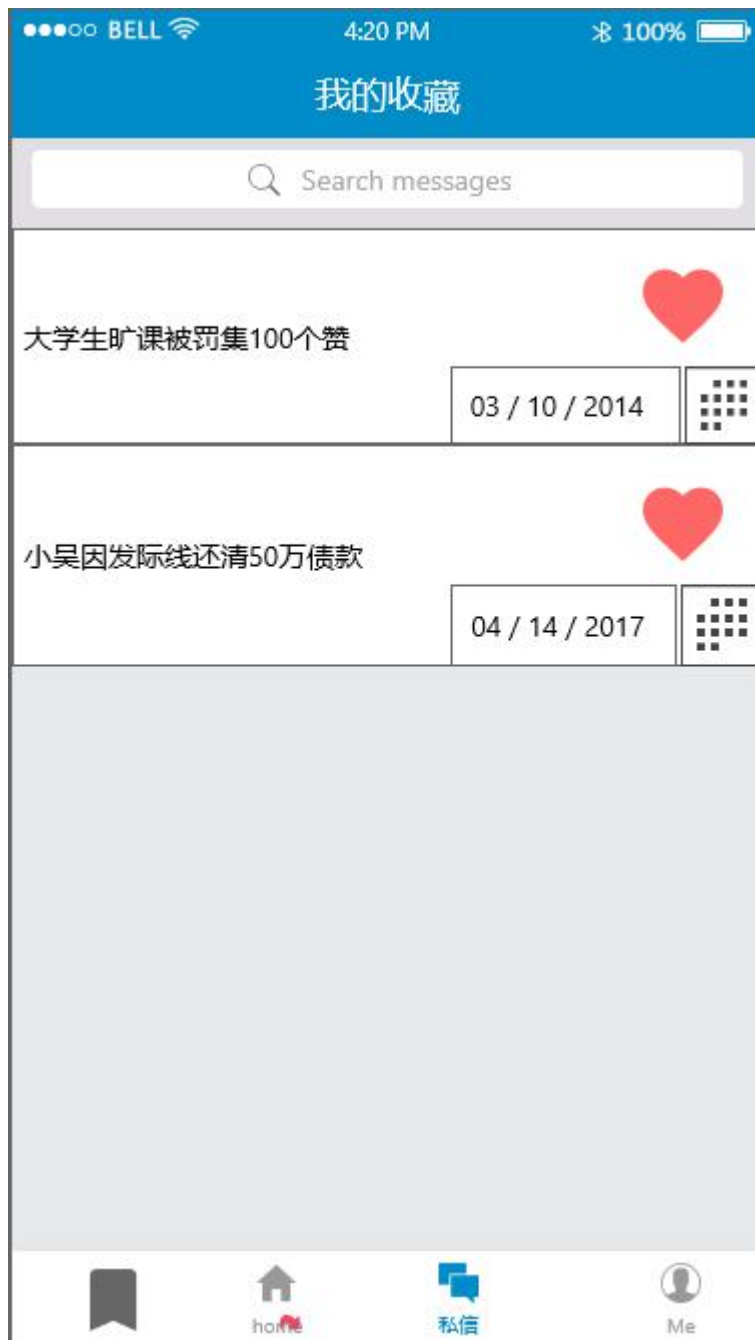 BELL 4:20 PM 100%
我的收藏
Search messages
大学生旷课被罚集100个赞
03 / 10 / 2014
小吴因发际线还清50万债款
04 / 14 / 2017
home 私信 Me